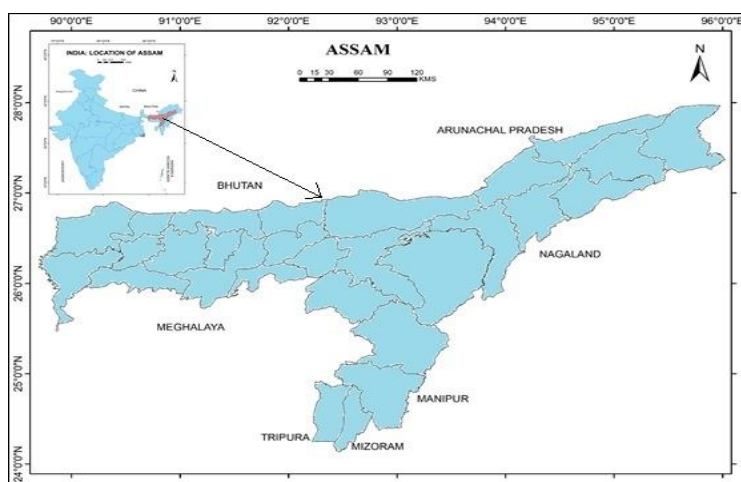 90°0'0"E 91°0'0"E 92°0'0"E 93°0'0"E 94°0'0"E 95°0'0"E 96°0'0"E
INDIA: LOCATION OF ASSAM
ASSAM
N
0 15 30 60 90 120
KMS
CHINA
28°0'0"N
ARUNACHAL PRADESH
BHUTAN
27°0'0"N
NAGALAND
26°0'0"N
MEGHALAYA
25°0'0"N
MANIPUR
TRIPURA
MIZORAM
24°0'0"N